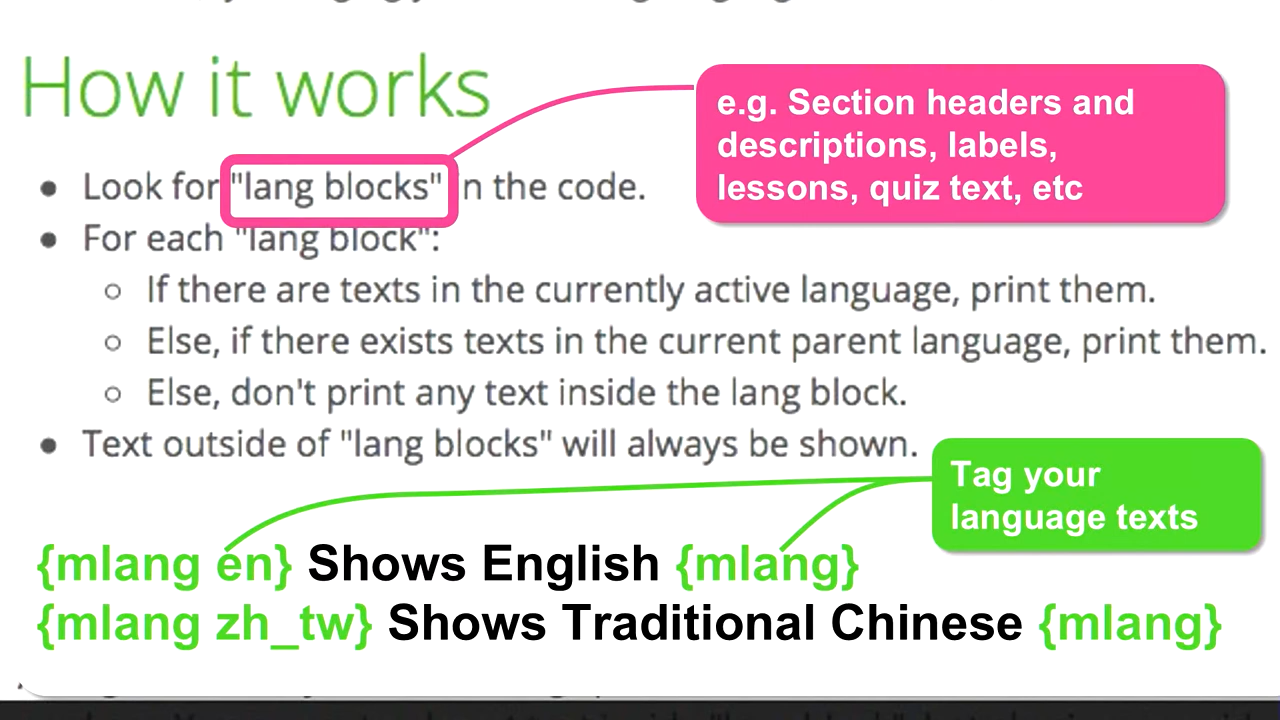 How it works
e.g. Section headers and
descriptions, labels,
lessons, quiz text, etc
Look for "lang blocks" in the code.
For each "lang block":
If there are texts in the currently active language, print them.
Else, if there exists texts in the current parent language, print them.
Else, don't print any text inside the lang block.
Text outside of "lang blocks" will always be shown.
Tag your
language texts
{mlang en} Shows English {mlang}
{mlang zh_tw} Shows Traditional Chinese {mlang}